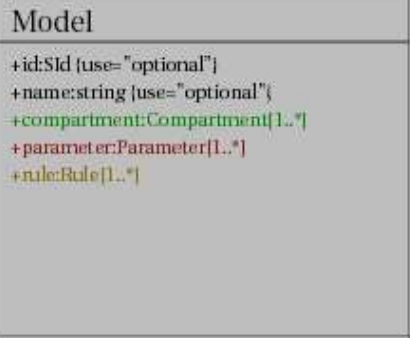 Model
+id:SId {use="optional"}
+name:string {use="optional"{
+compartment:Compartment[1..*]
+parameter:Parameter[1..*]
+rule:Rule[1..*]